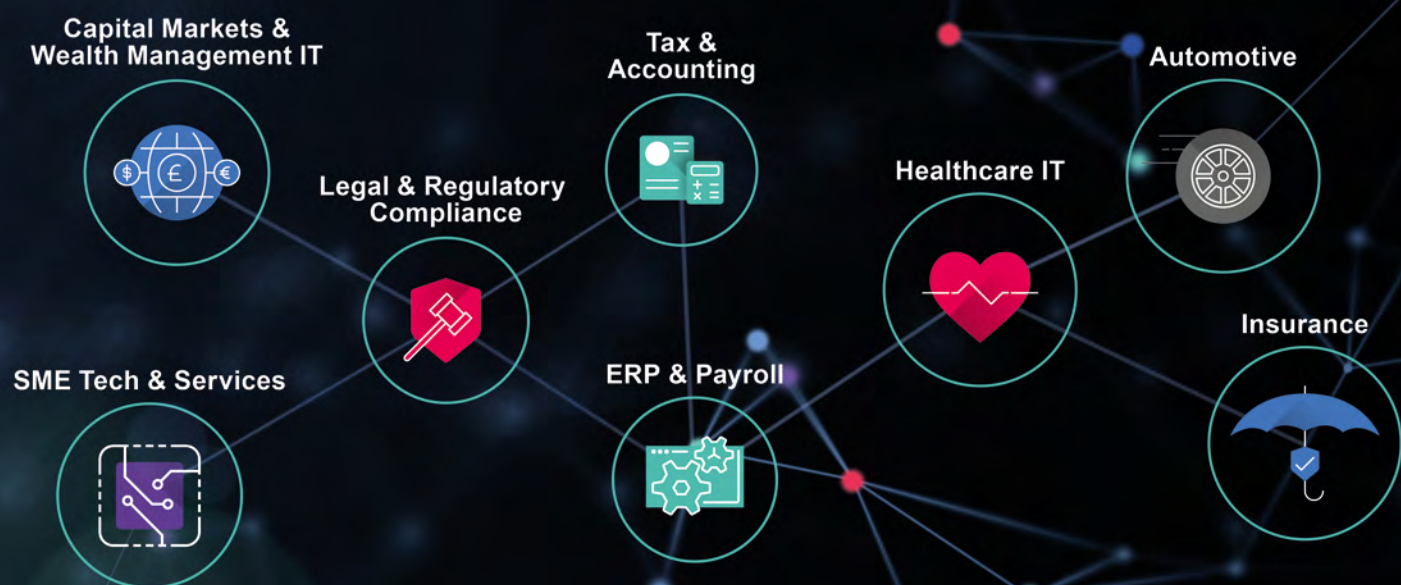 Capital Markets &
Wealth Management IT
Tax &
Accounting
Automotive
Legal & Regulatory
Compliance
Healthcare IT
$
£
€
Insurance
SME Tech & Services
ERP & Payroll